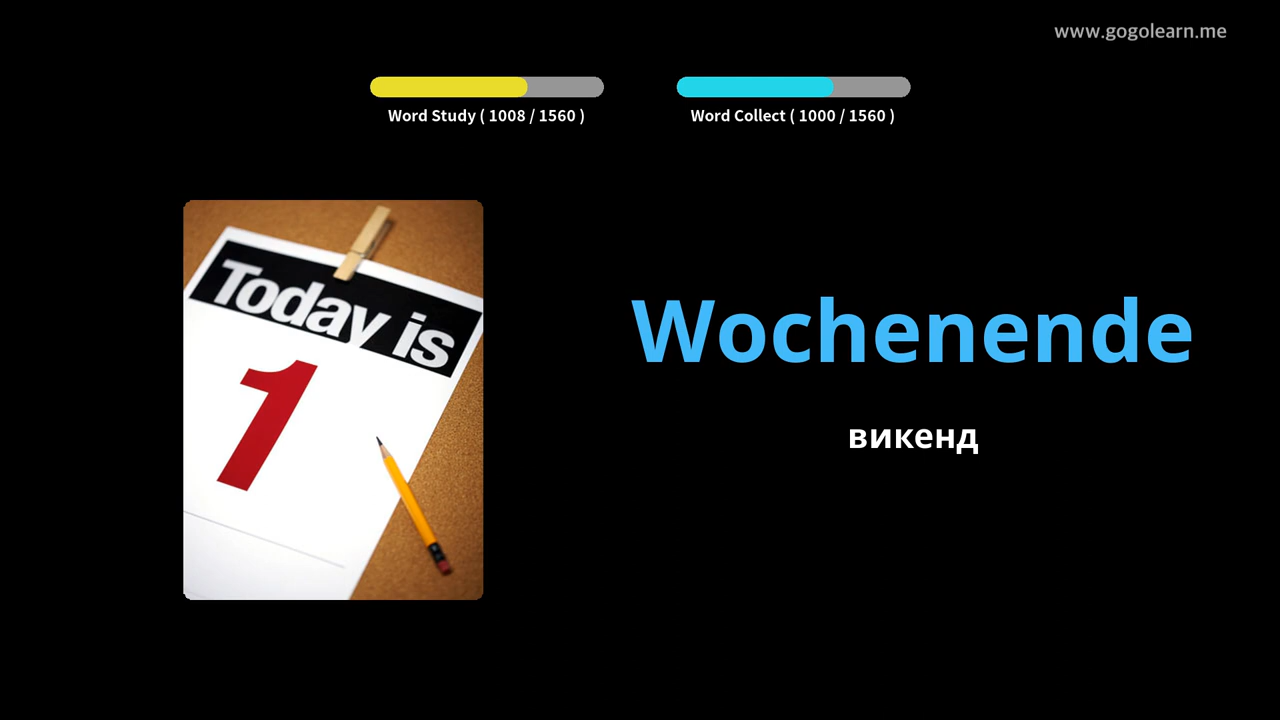 www.gogolearn.me
Word Study ( 1008 / 1560 )
Word Collect ( 1000 / 1560 )
Today is
1
Wochenende
викенд